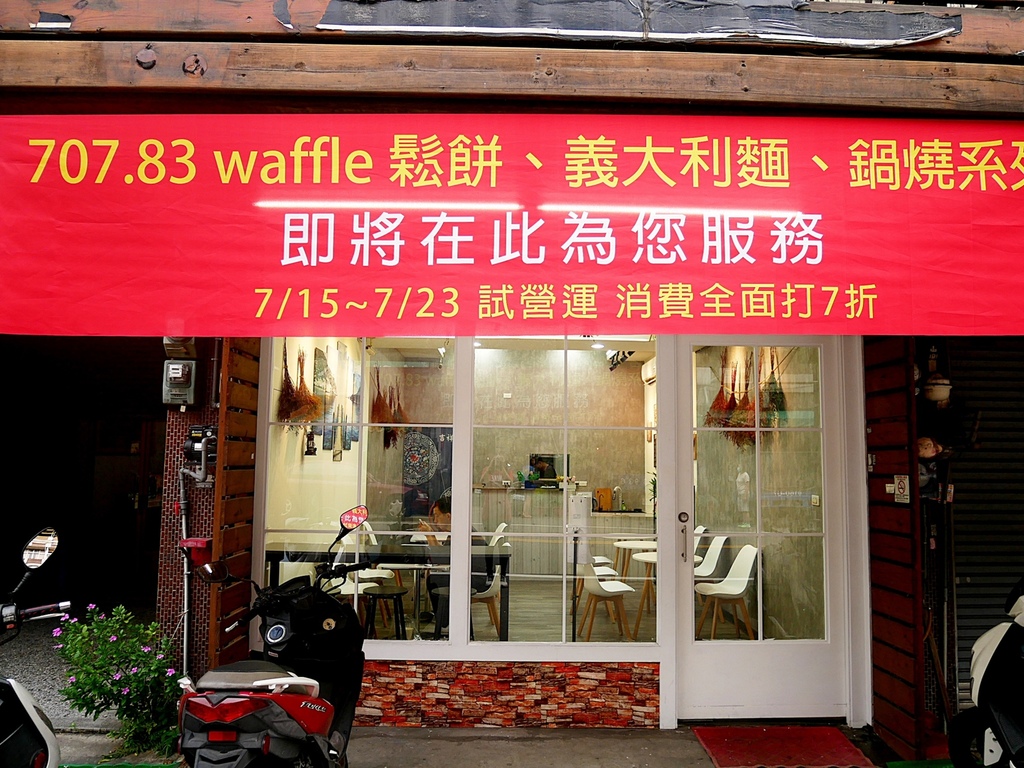 707.83 waffle 鬆餅、義大利麵、鍋燒系列
即將在此為您服務
7/15~7/23 試營運 消費全面打7折